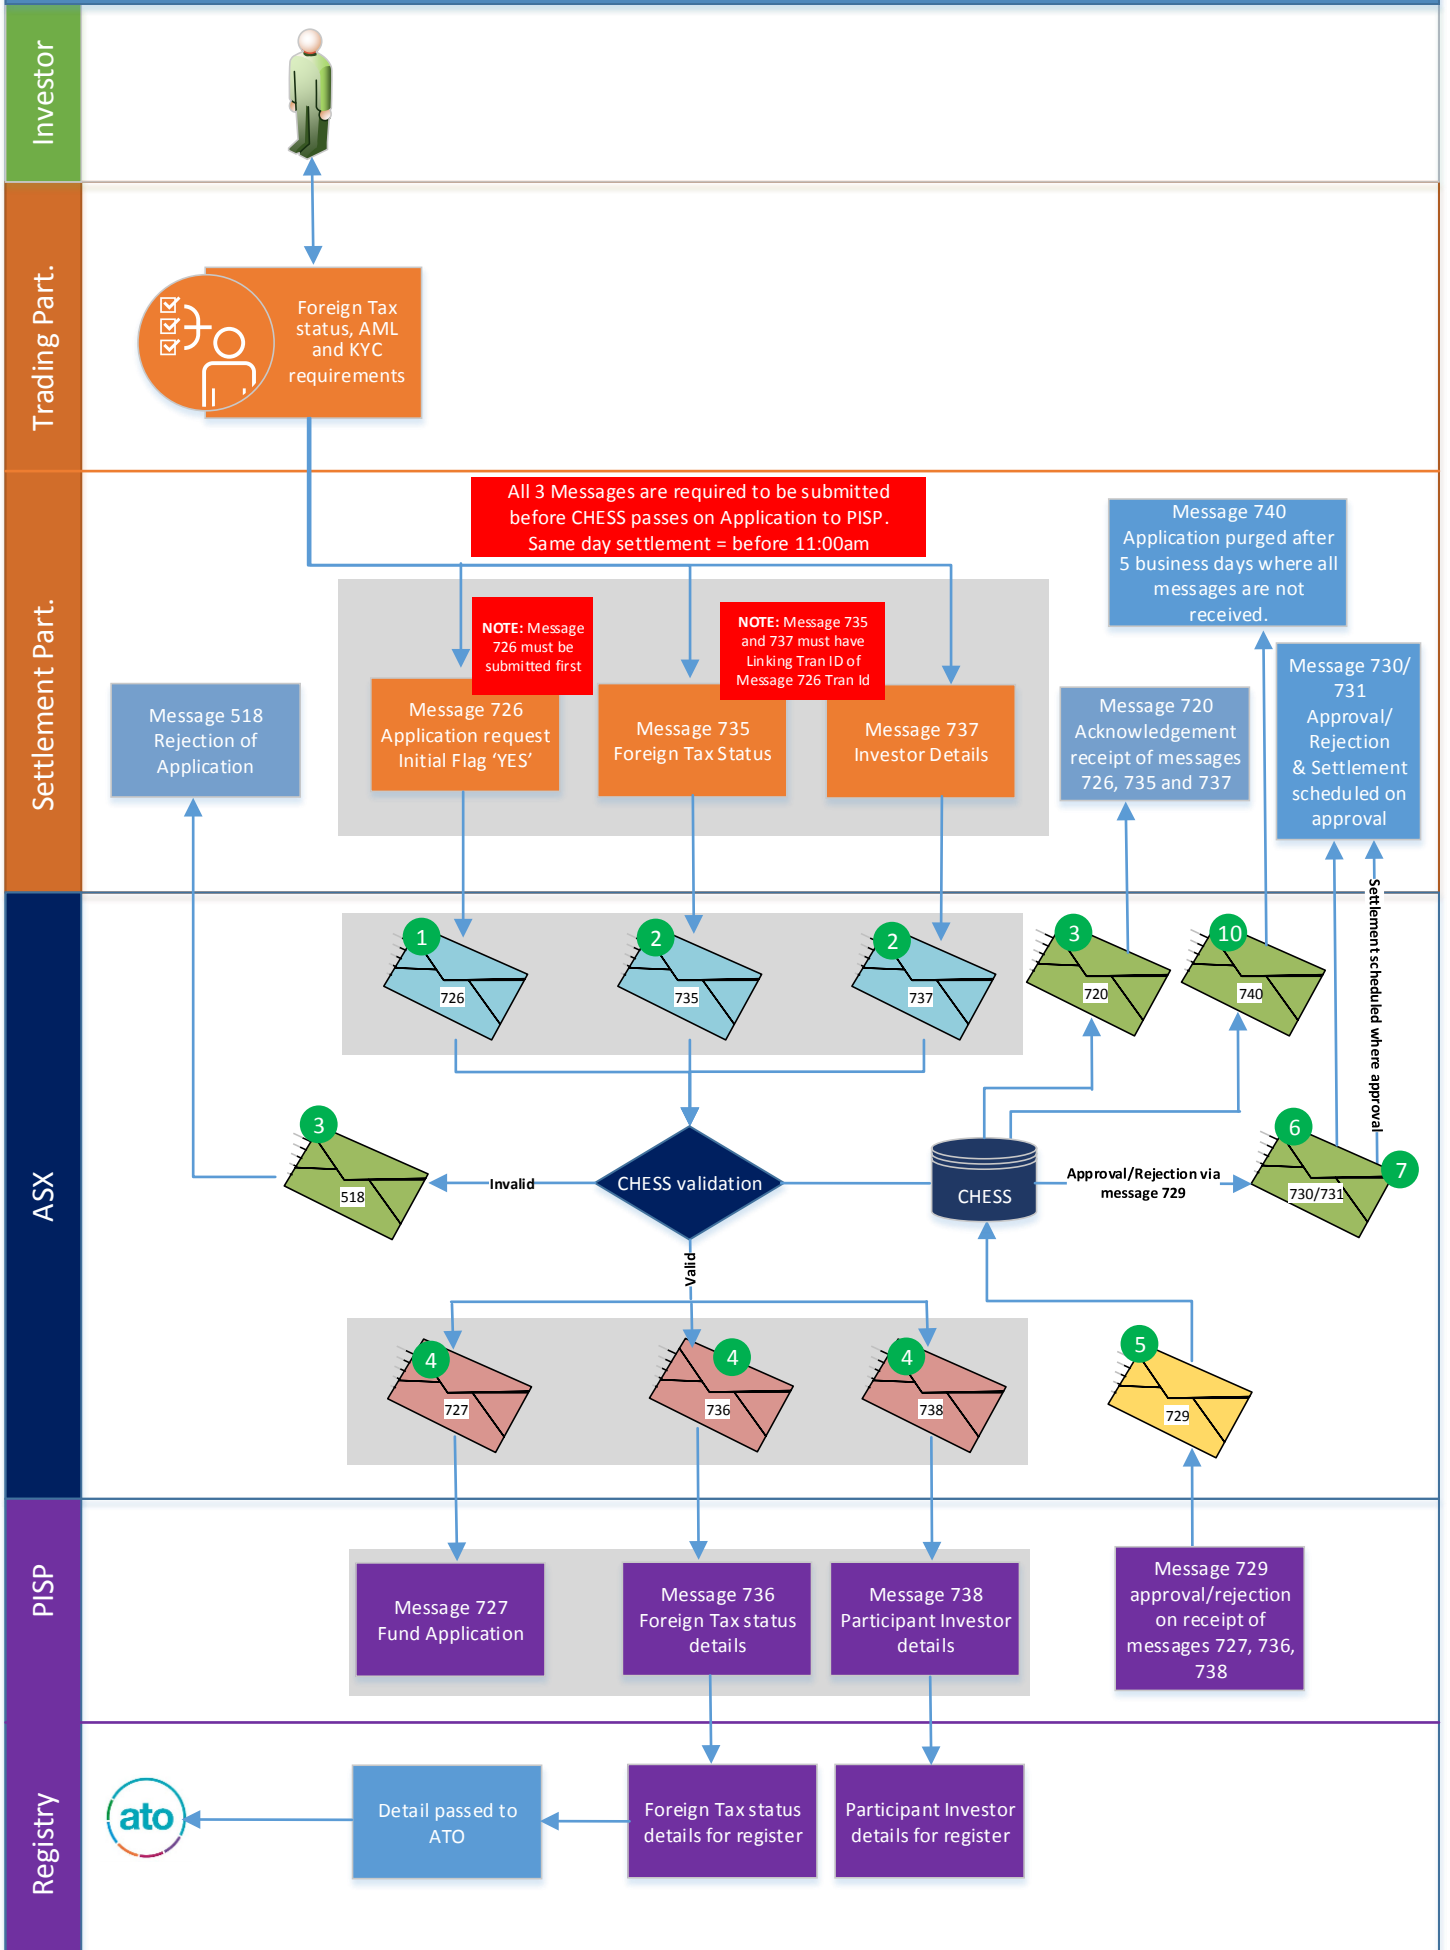 Investor
Trading Part.
Foreign Tax
status, AML
and KYC
requirements
Settlement Part.
All 3 Messages are required to be submitted
before CHESS passes on Application to PISP.
Same day settlement = before 11:00am
Message 740
Application purged after
5 business days where all
messages are not
received.
NOTE: Message
726 must be
submitted first
NOTE: Message 735
and 737 must have
Linking Tran ID of
Message 726 Tran Id
Message 730/
731
Approval/
Rejection
& Settlement
scheduled on
approval
Message 518
Rejection of
Application
Message 726
Application request
Initial Flag ‘YES’
Message 735
Foreign Tax Status
Message 737
Investor Details
Message 720
Acknowledgement
receipt of messages
726, 735 and 737
Settlement scheduled where approval
ASX
1
726
2
735
2
737
3
720
10
740
3
518
Invalid
CHESS validation
CHESS
Approval/Rejection via
message 729
6
730/731
7
Valid
4
727
4
736
4
738
5
729
PISP
Message 727
Fund Application
Message 736
Foreign Tax status
details
Message 738
Participant Investor
details
Message 729
approval/rejection
on receipt of
messages 727, 736,
738
Registry
ato
Detail passed to
ATO
Foreign Tax status
details for register
Participant Investor
details for register